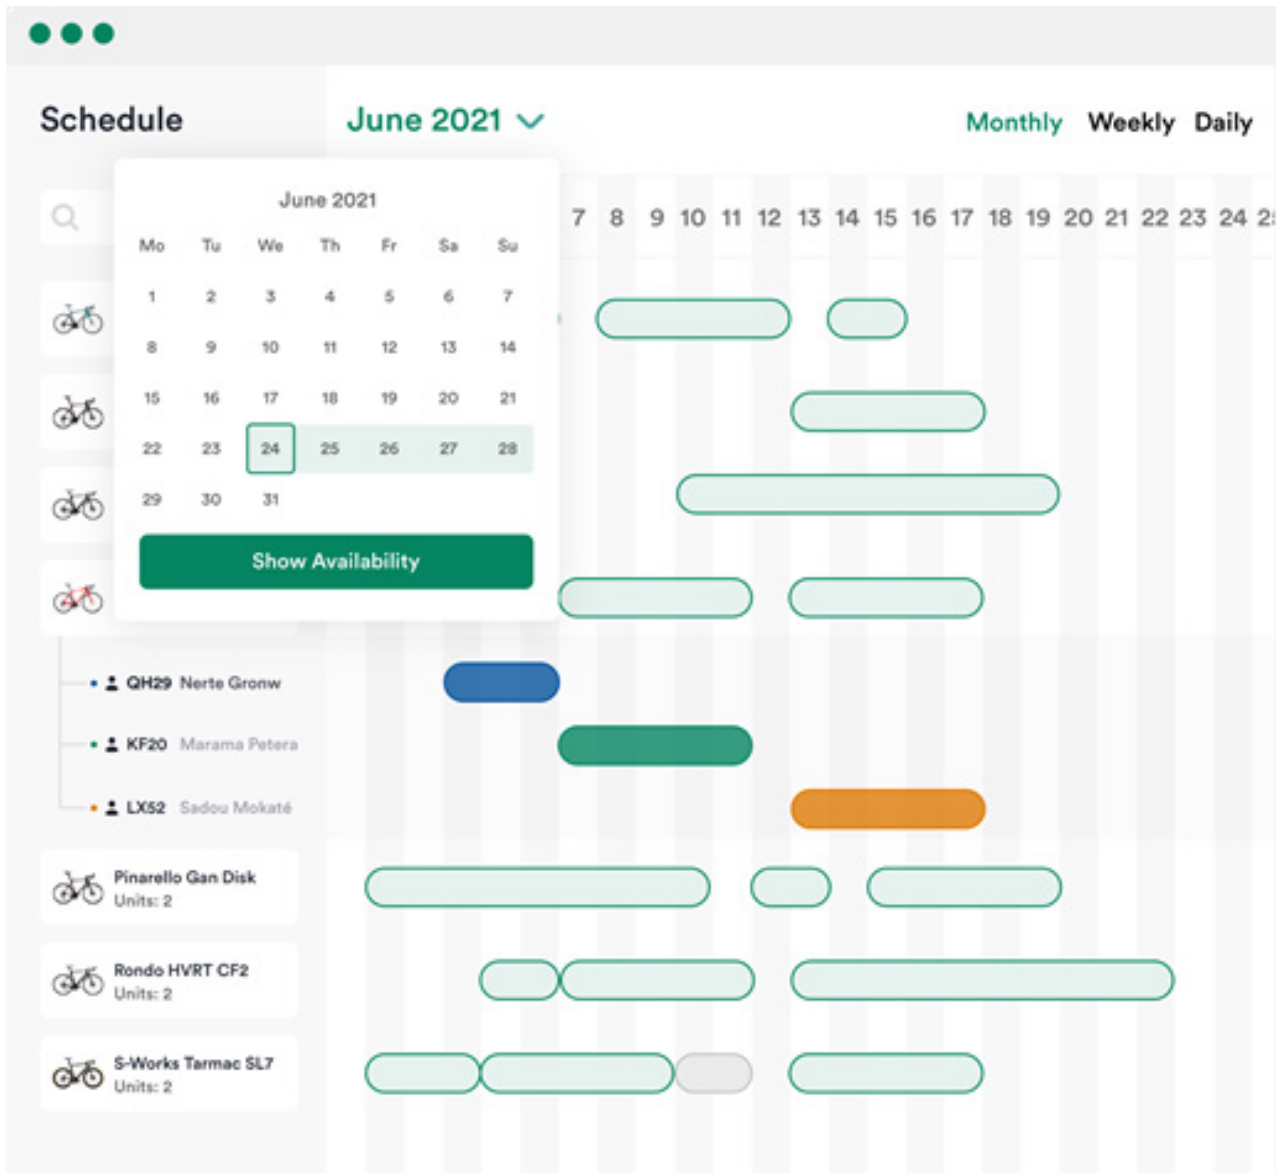 Schedule
June 2021
Monthly Weekly Daily
June 2021
Mo Tu We Th Fr Sa Su
1 2 3 4 5 6 7
8 9 10 11 12 13 14
15 16 17 18 19 20 21
22 23 24 25 26 27 28
29 30 31
Show Availability
7 8 9 10 11 12 13 14 15 16 17 18 19 20 21 22 23 24
QH29 Nerte Gronw
KF20 Marama Petera
LX52 Sadou Mokaté
Pinarello Gan Disk
Units: 2
Rondo HVRT CF2
Units: 2
S-Works Tarmac SL7
Units: 2